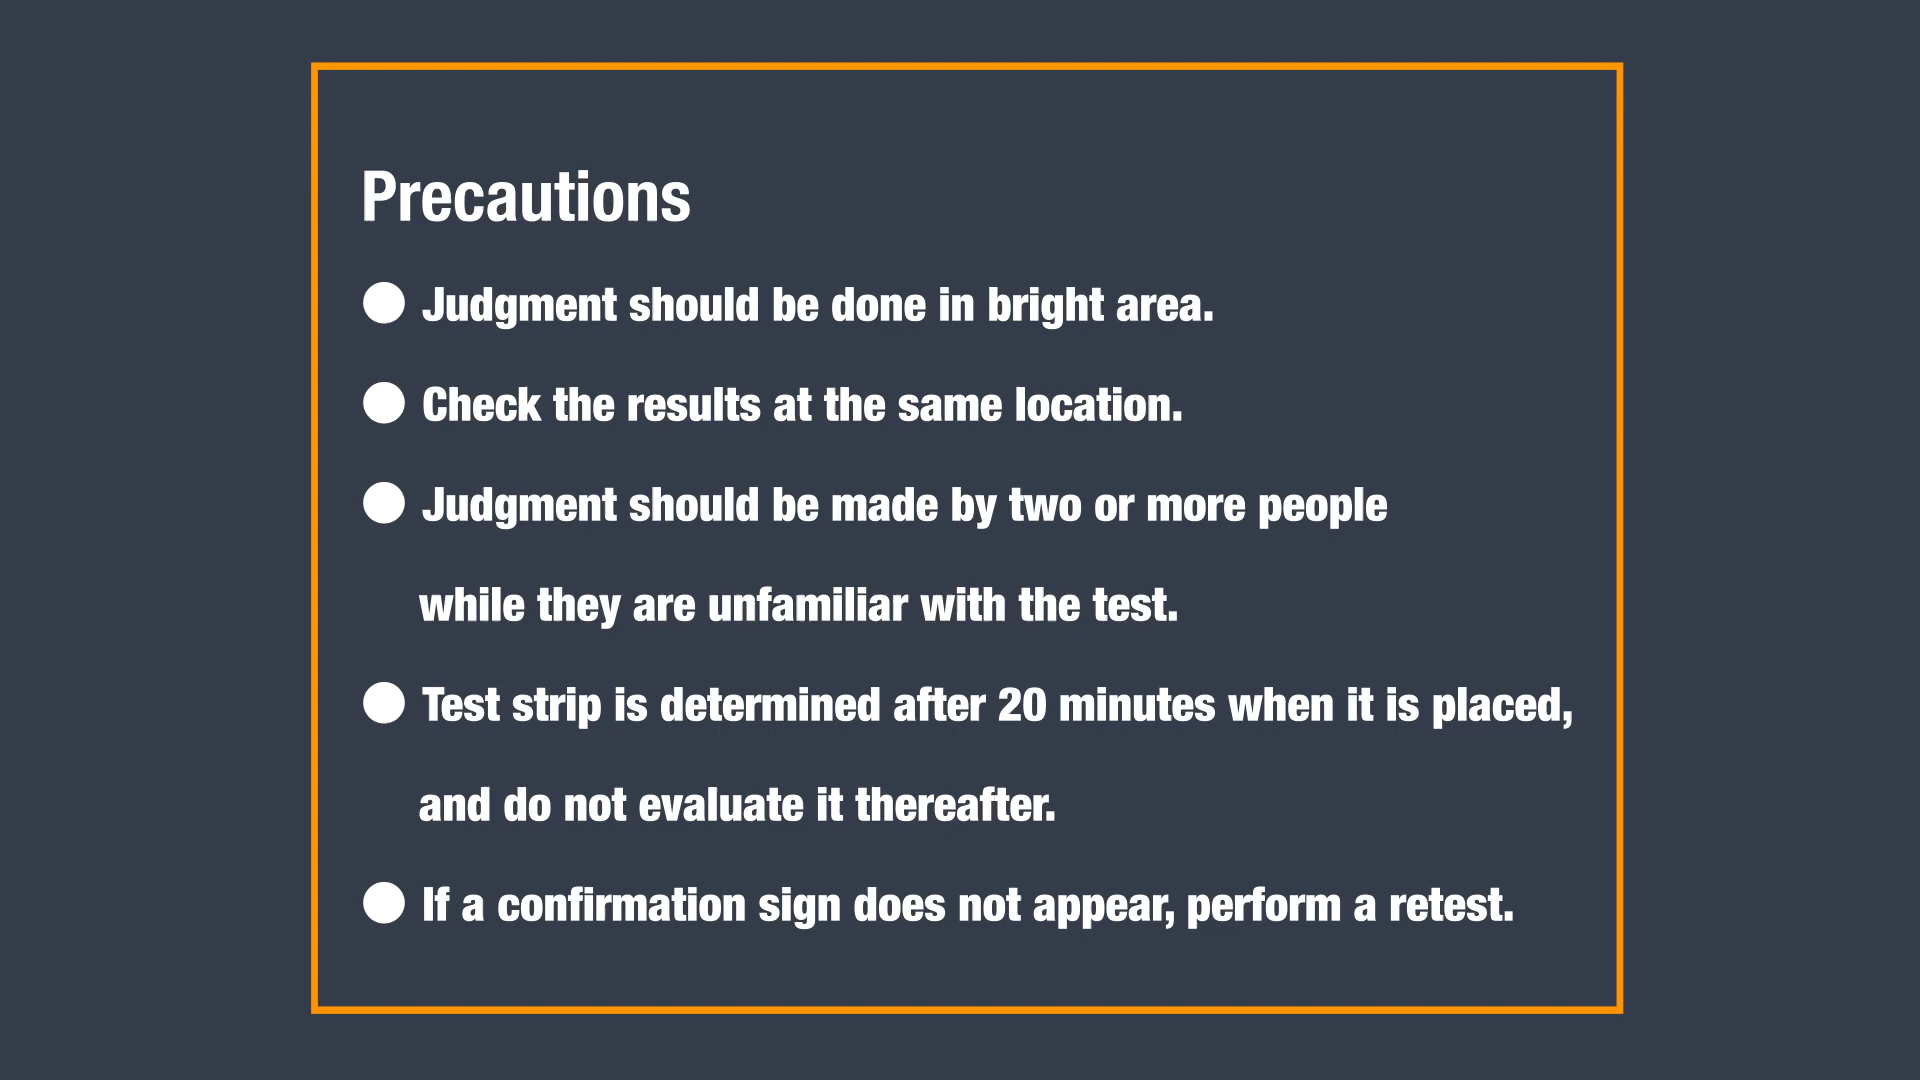 Precautions
● Judgment should be done in bright area.
● Check the results at the same location.
● Judgment should be made by two or more people
while they are unfamiliar with the test.
● Test strip is determined after 20 minutes when it is placed,
and do not evaluate it thereafter.
● If a confirmation sign does not appear, perform a retest.